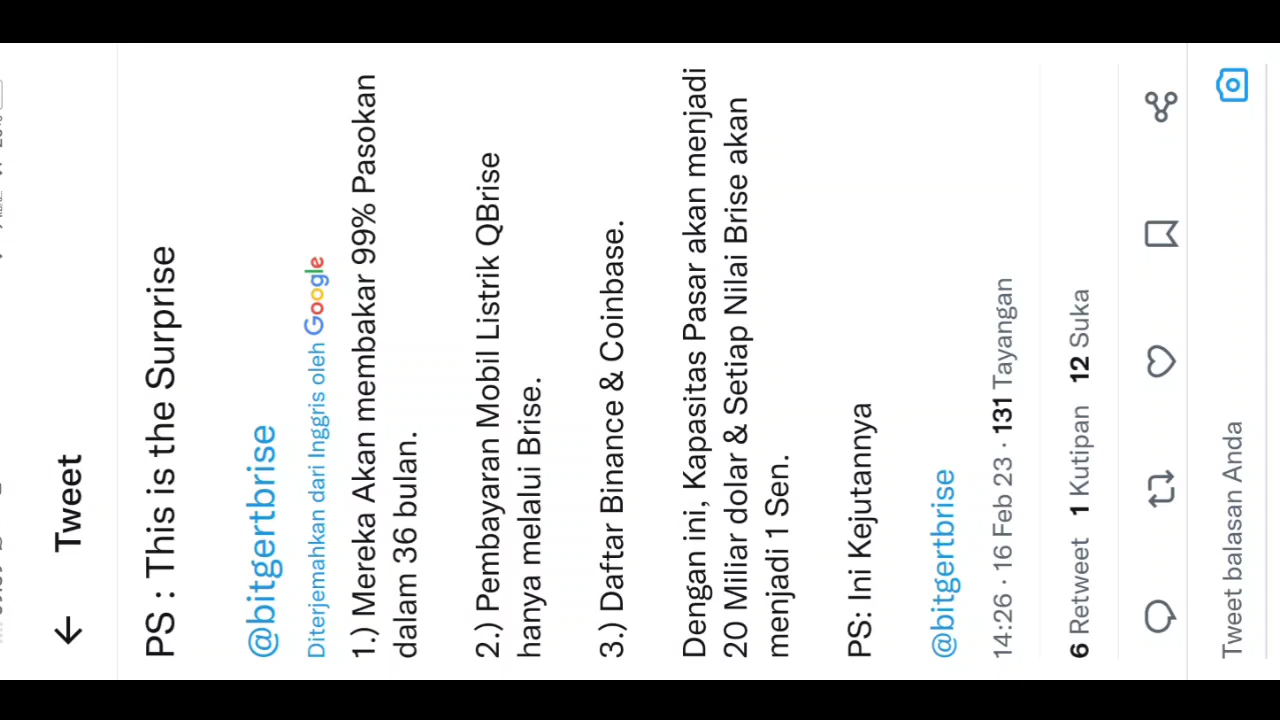 Tweet
PS : This is the Surprise
@bitgertbrise
Diterjemahkan dari Inggris oleh Google
1.) Mereka Akan membakar 99% Pasokan
dalam 36 bulan.
2.) Pembayaran Mobil Listrik QBrise
hanya melalui Brise.
3.) Daftar Binance & Coinbase.
Dengan ini, Kapasitas Pasar akan menjadi
20 Miliar dolar & Setiap Nilai Brise akan
menjadi 1 Sen.
PS: Ini Kejutannya
@bitgertbrise
14:26 · 16 Feb 23 · 131 Tayangan
6 Retweet 1 Kutipan 12 Suka
Tweet balasan Anda